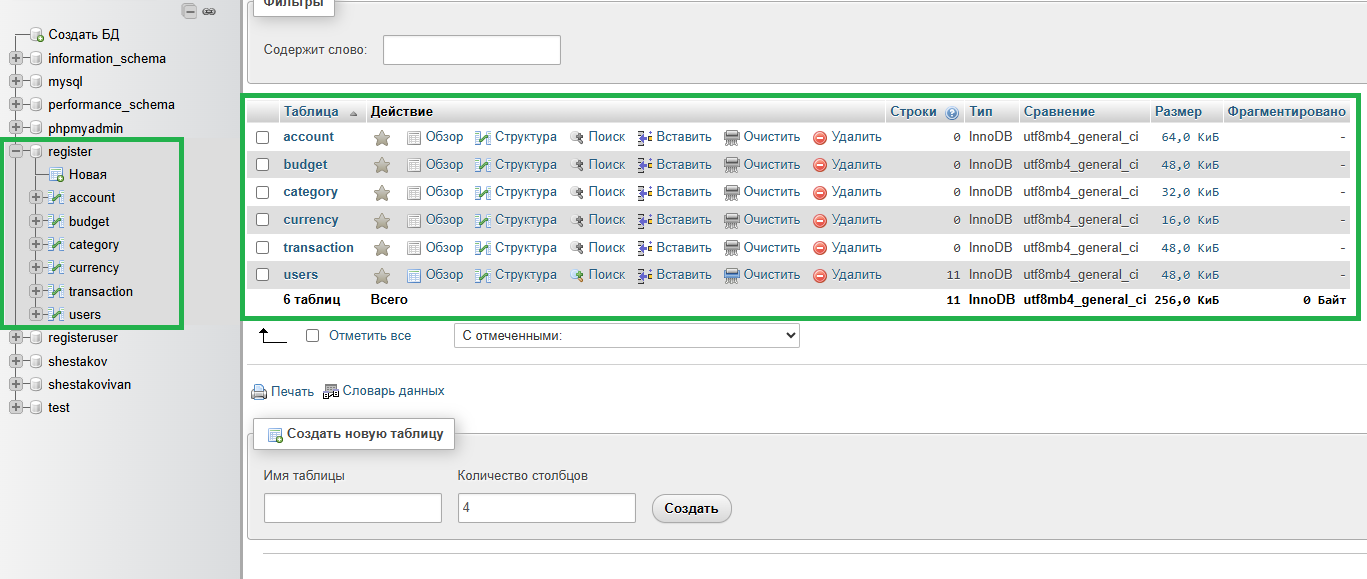 Создать БД
information_schema
mysql
performance_schema
phpmyadmin
register
Новая
account
budget
category
currency
transaction
users
registeruser
shestakov
shestakovivan
test
Фильтры
Содержит слово:
Таблица Действие Строки Тип Сравнение Размер Фрагментировано
account Обзор Структура Поиск Вставить Очистить Удалить 0 InnoDB utf8mb4_general_ci 64,0 КиБ -
budget Обзор Структура Поиск Вставить Очистить Удалить 0 InnoDB utf8mb4_general_ci 48,0 КиБ -
category Обзор Структура Поиск Вставить Очистить Удалить 0 InnoDB utf8mb4_general_ci 32,0 КиБ -
currency Обзор Структура Поиск Вставить Очистить Удалить 0 InnoDB utf8mb4_general_ci 16,0 КиБ -
transaction Обзор Структура Поиск Вставить Очистить Удалить 0 InnoDB utf8mb4_general_ci 48,0 КиБ -
users Обзор Структура Поиск Вставить Очистить Удалить 11 InnoDB utf8mb4_general_ci 48,0 КиБ -
6 таблиц Всего 11 InnoDB utf8mb4_general_ci 256,0 КиБ 0 Байт
Отметить все С отмеченными:
Печать Словарь данных
Создать новую таблицу
Имя таблицы Количество столбцов
4 Создать